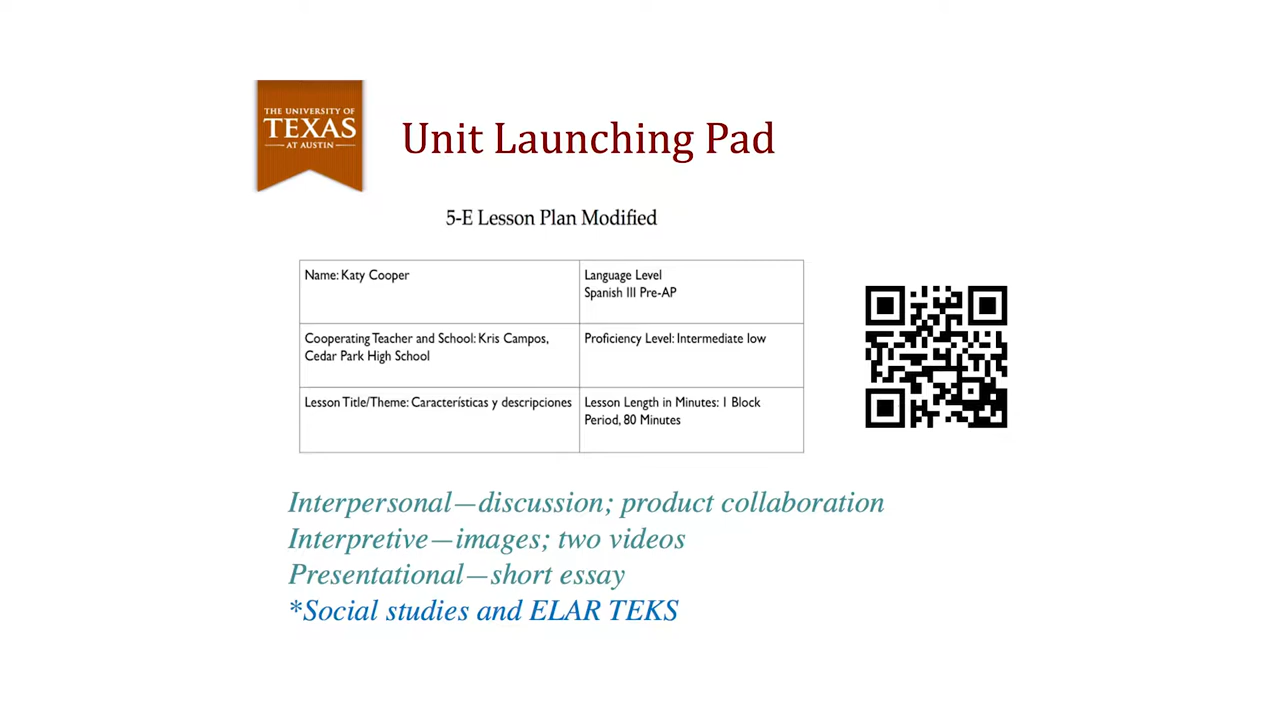 THE UNIVERSITY OF
TEXAS
AT AUSTIN
Unit Launching Pad
5-E Lesson Plan Modified
Name: Katy Cooper
Language Level
Spanish III Pre-AP
Cooperating Teacher and School: Kris Campos,
Cedar Park High School
Proficiency Level: Intermediate low
Lesson Title/Theme: Características y descripciones
Lesson Length in Minutes: 1 Block
Period, 80 Minutes
Interpersonal—discussion; product collaboration
Interpretive—images; two videos
Presentational—short essay
*Social studies and ELAR TEKS